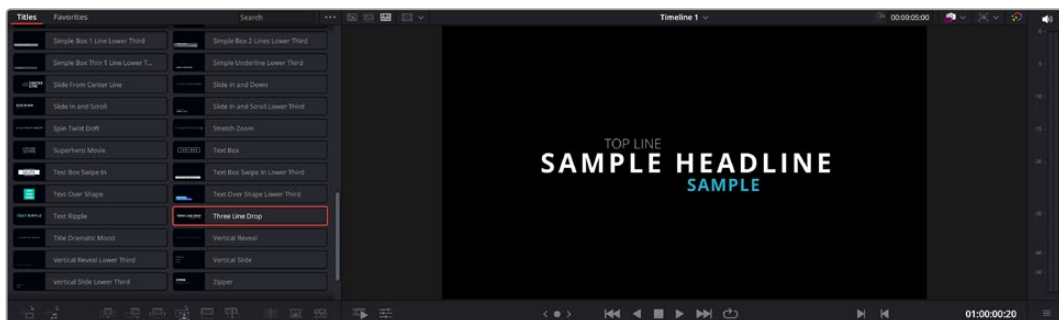 Titles Favorites Search
Timeline 1
00:00:05:00
Simple Box 1 Line Lower Third
Simple Box 2 Lines Lower Third
Simple Box Thin 1 Line Lower T...
Simple Underline Lower Third
Slide From Center Line
Slide In and Down
Slide In and Scroll
Slide In and Scroll Lower Third
Spin Twist Drift
Stretch Zoom
Superhero Movie
Text Box
Text Box Swipe In
Text Box Swipe In Lower Third
Text Over Shape
Text Over Shape Lower Third
Text Ripple
Three Line Drop
Title Dramatic Mood
Vertical Reveal
Vertical Reveal Lower Third
Vertical Slide
Vertical Slide Lower Third
Zipper
TOP LINE
SAMPLE HEADLINE
SAMPLE
01:00:00:20